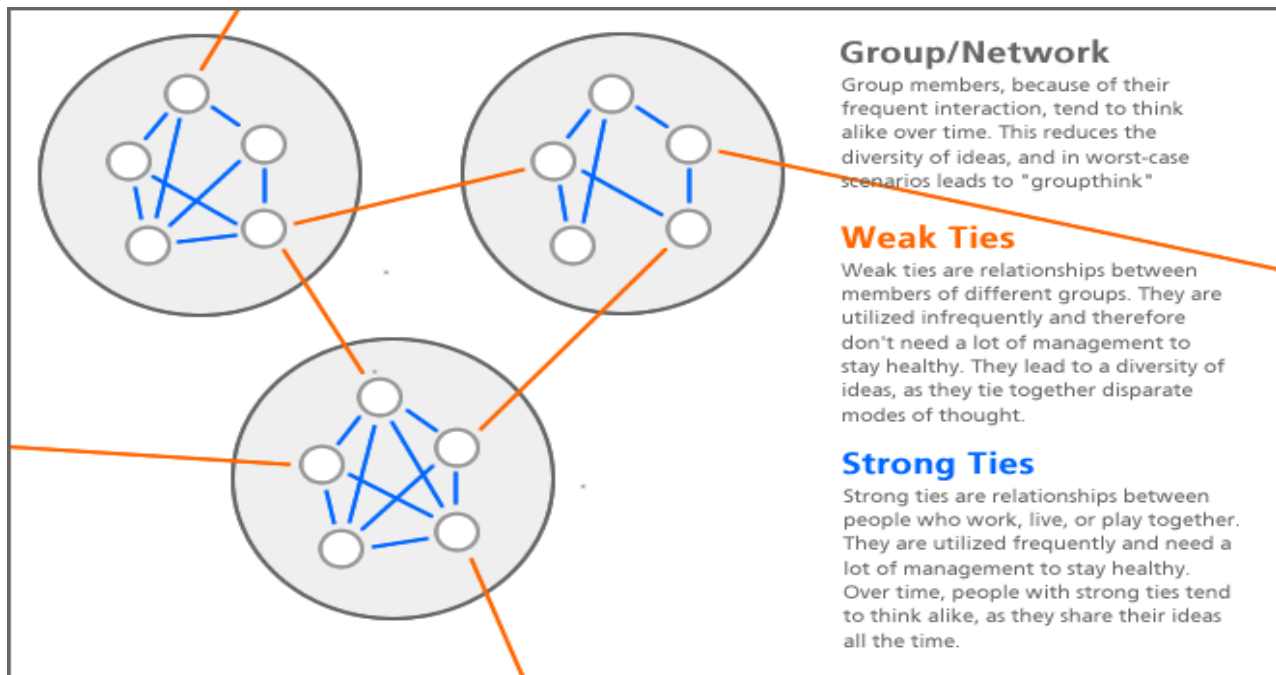 Group/Network
Group members, because of their
frequent interaction, tend to think
alike over time. This reduces the
diversity of ideas, and in worst-case
scenarios leads to "groupthink"
Weak Ties
Weak ties are relationships between
members of different groups. They are
utilized infrequently and therefore
don't need a lot of management to
stay healthy. They lead to a diversity of
ideas, as they tie together disparate
modes of thought.
Strong Ties
Strong ties are relationships between
people who work, live, or play together.
They are utilized frequently and need a
lot of management to stay healthy.
Over time, people with strong ties tend
to think alike, as they share their ideas
all the time.